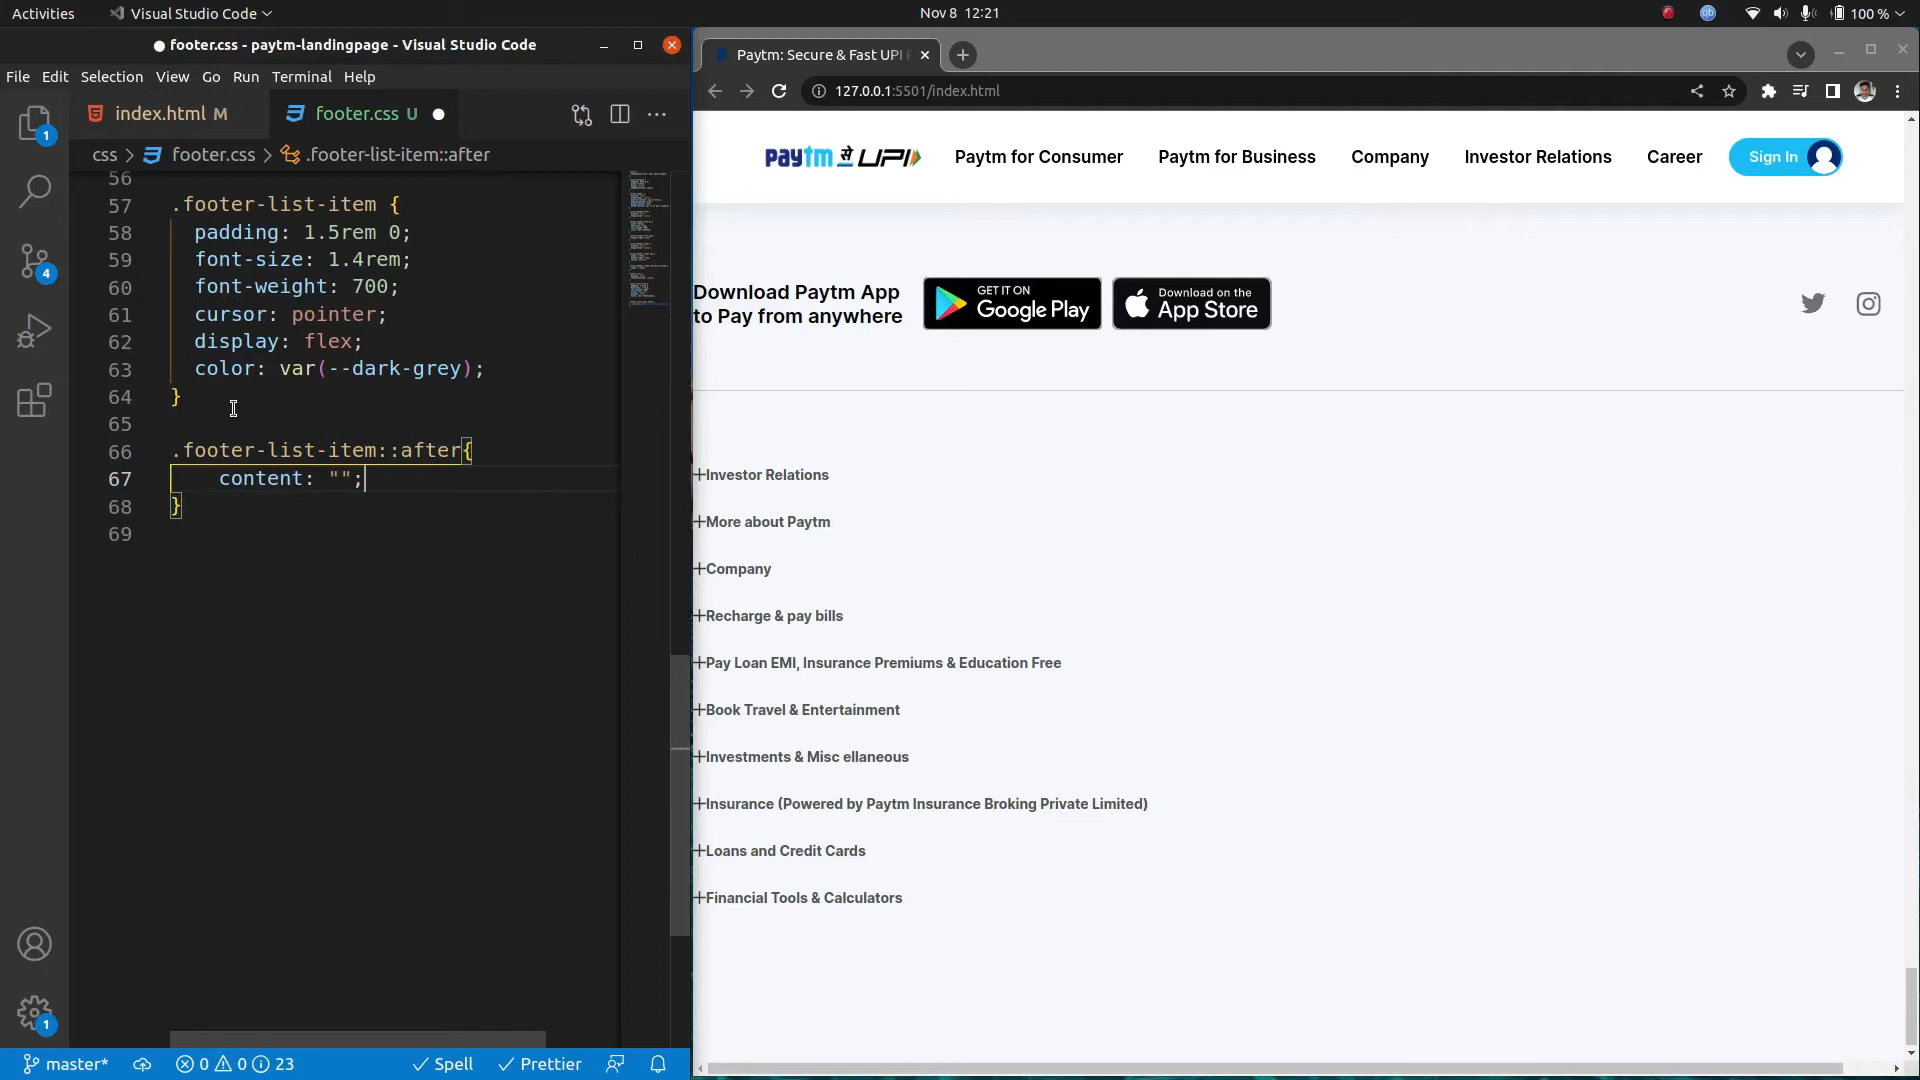 Activities
Visual Studio Code
Nov 8 12:21
100 %
footer.css - paytm-landingpage - Visual Studio Code
File Edit Selection View Go Run Terminal Help
index.html M
footer.css U
css > footer.css > .footer-list-item::after
56
57 .footer-list-item {
58 padding: 1.5rem 0;
59 font-size: 1.4rem;
60 font-weight: 700;
61 cursor: pointer;
62 display: flex;
63 color: var(--dark-grey);
64 }
65
66 .footer-list-item::after{
67 content: "";
68 }
69
1
4
1
master*
0 0 23
Spell
Prettier
Paytm: Secure & Fast UPI
127.0.0.1:5501/index.html
paytm से UPI
Paytm for Consumer
Paytm for Business
Company
Investor Relations
Career
Sign In
Download Paytm App
to Pay from anywhere
GET IT ON
Google Play
Download on the
App Store
+Investor Relations
+More about Paytm
+Company
+Recharge & pay bills
+Pay Loan EMI, Insurance Premiums & Education Free
+Book Travel & Entertainment
+Investments & Misc ellaneous
+Insurance (Powered by Paytm Insurance Broking Private Limited)
+Loans and Credit Cards
+Financial Tools & Calculators